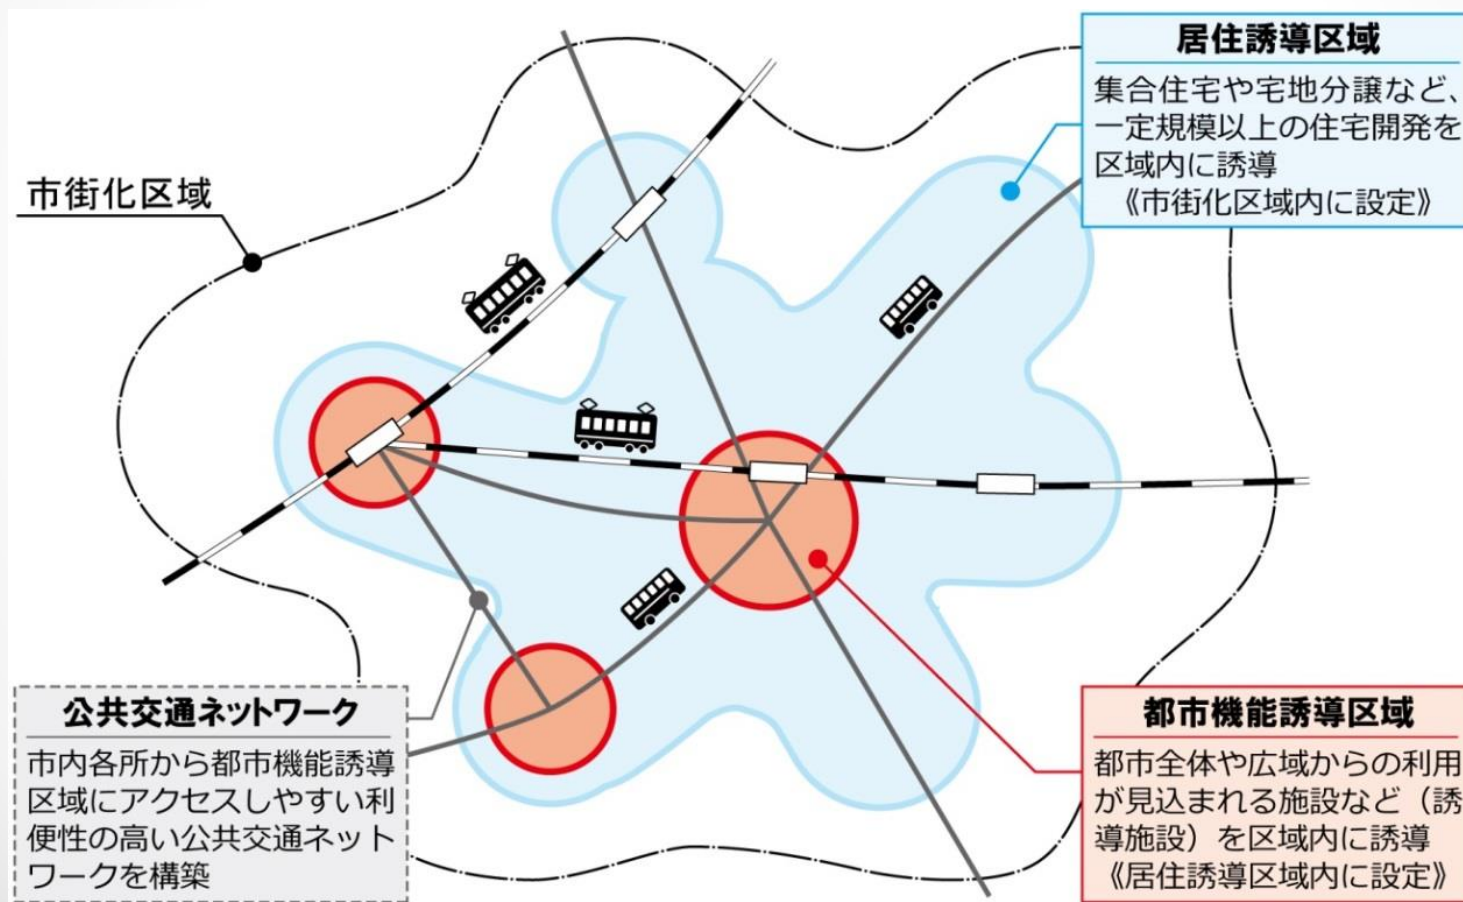 居住誘導区域
集合住宅や宅地分譲など、
一定規模以上の住宅開発を
区域内に誘導
《市街化区域内に設定》
市街化区域
公共交通ネットワーク
市内各所から都市機能誘導
区域にアクセスしやすい利
便性の高い公共交通ネット
ワークを構築
都市機能誘導区域
都市全体や広域からの利用
が見込まれる施設など（誘
導施設）を区域内に誘導
《居住誘導区域内に設定》